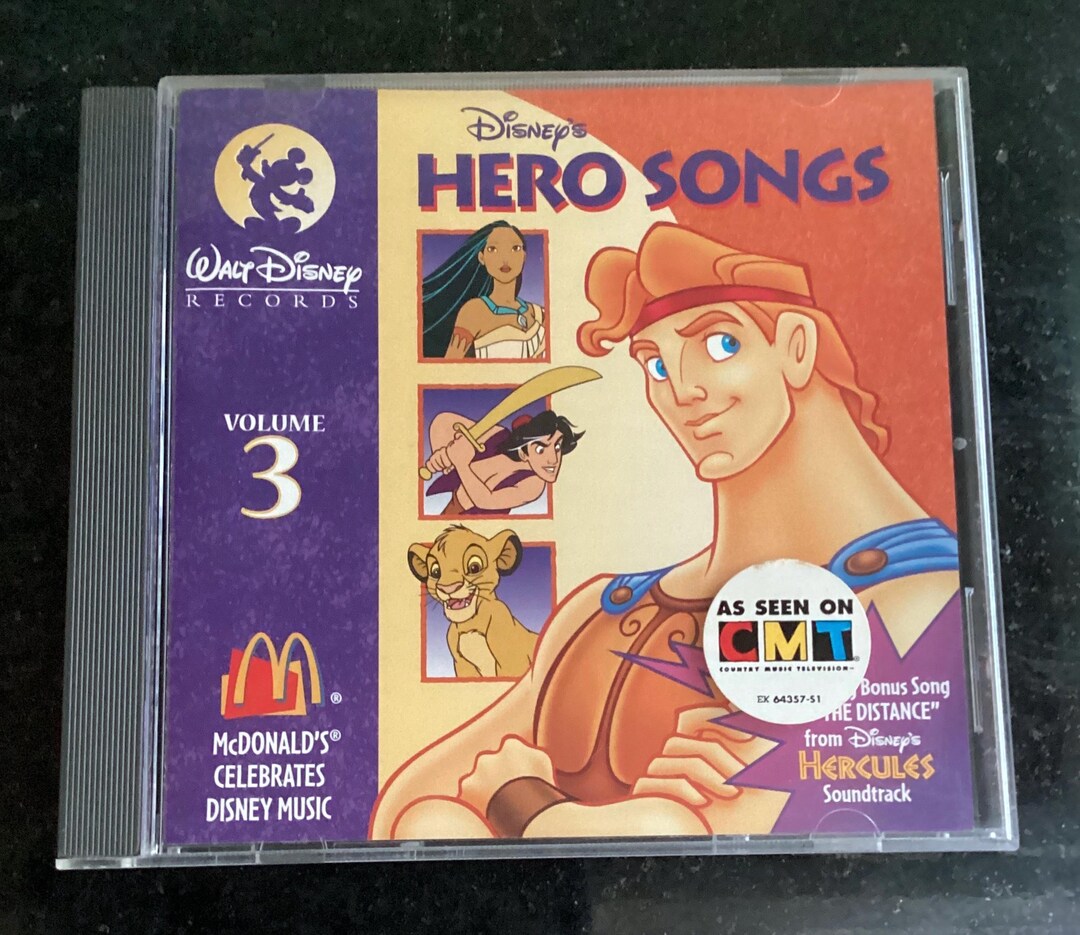 WALT DISNEY
RECORDS
VOLUME
3
McDONALD'S®
CELEBRATES
DISNEY MUSIC
DISNEY'S
HERO SONGS
AS SEEN ON
CMT
COUNTRY MUSIC TELEVISION
EK 64357-S1
Bonus Song
THE DISTANCE"
from DISNEY'S
HERCULES
Soundtrack